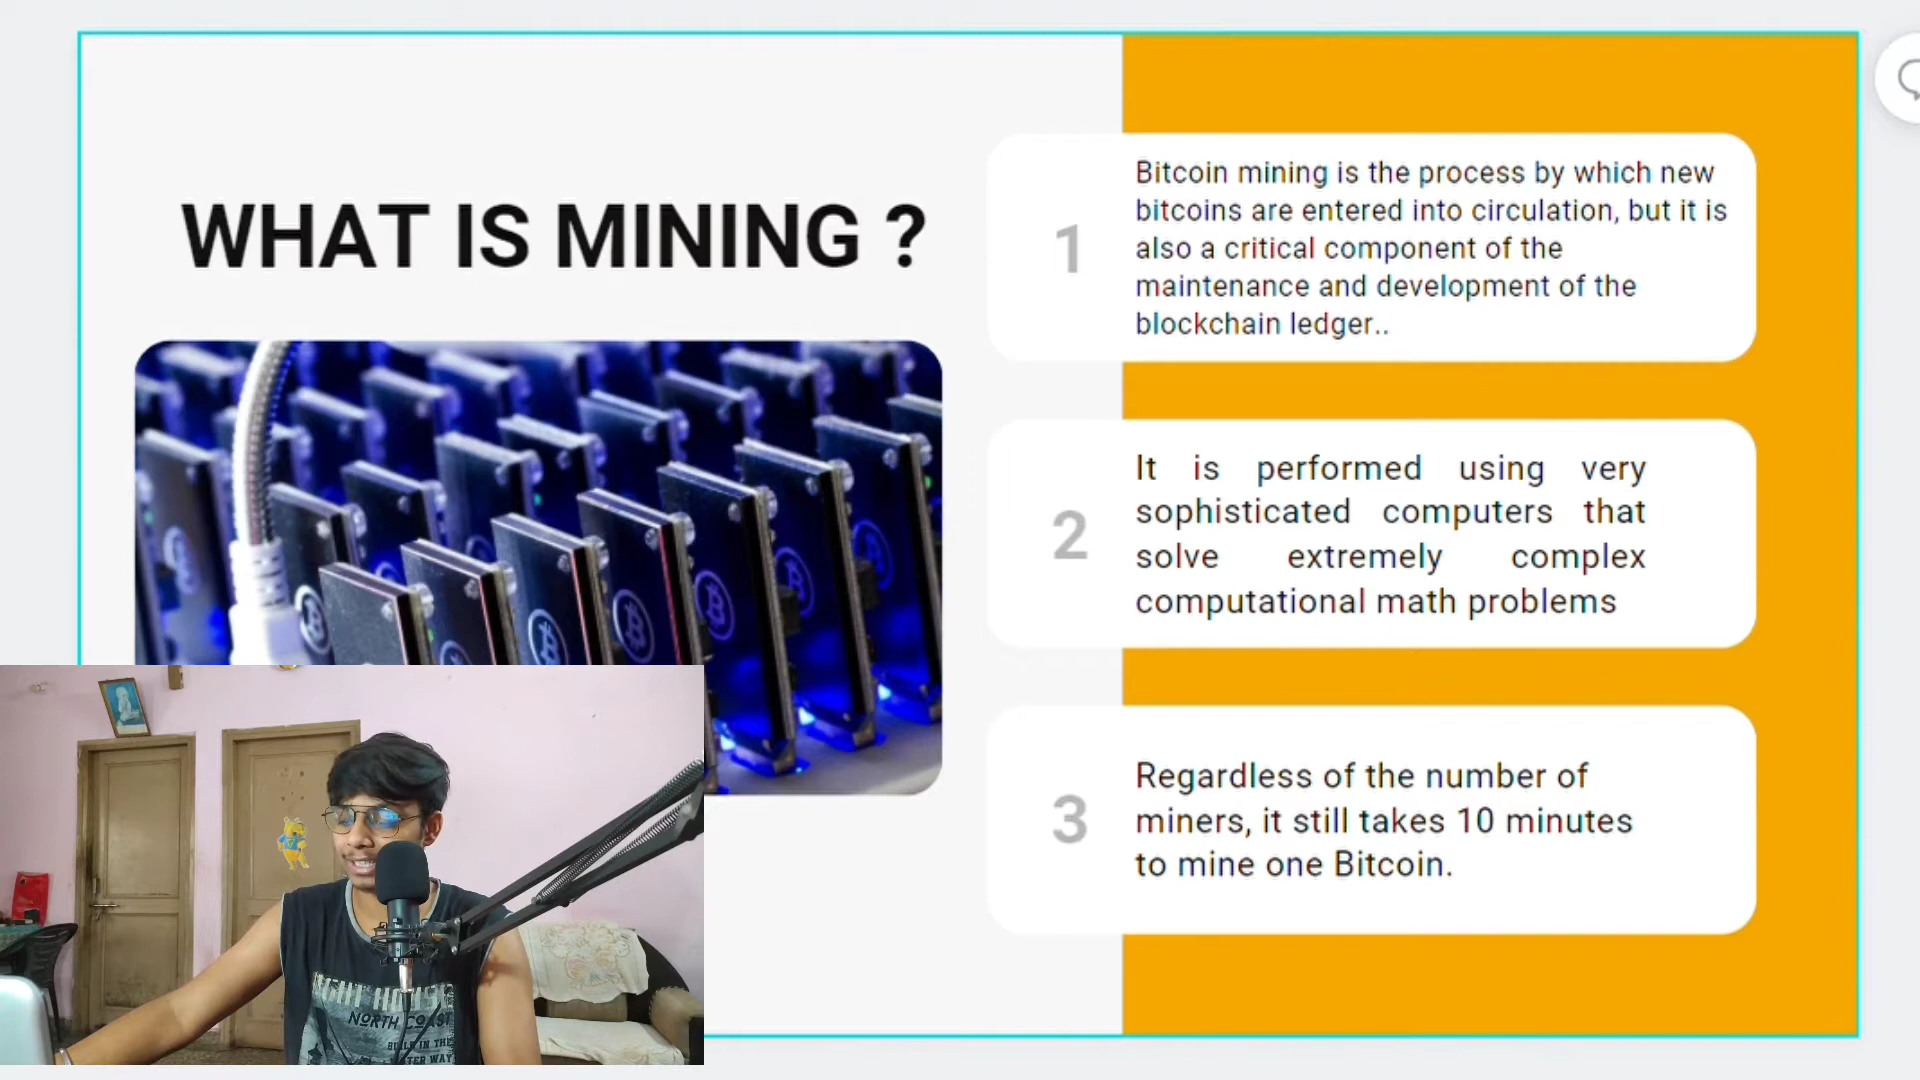 WHAT IS MINING ?
1
Bitcoin mining is the process by which new
bitcoins are entered into circulation, but it is
also a critical component of the
maintenance and development of the
blockchain ledger..
2
It is performed using very
sophisticated computers that
solve extremely complex
computational math problems
3
Regardless of the number of
miners, it still takes 10 minutes
to mine one Bitcoin.
NORTH COAST
BUILT IN THE